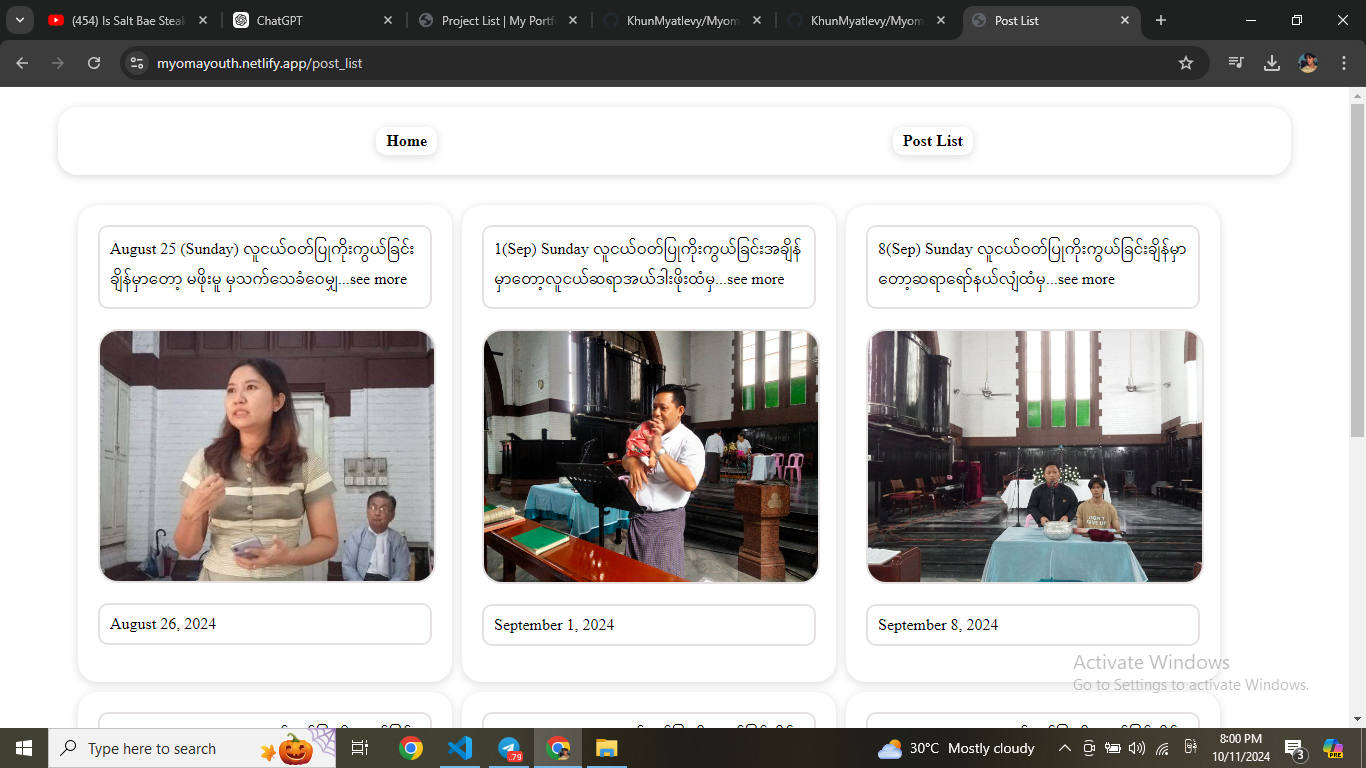 (454) Is Salt Bae Steak
ChatGPT
Project List | My Portf
KhunMyatlevy/Myom
KhunMyatlevy/Myom
Post List
myomayouth.netlify.app/post_list
Home
Post List
August 25 (Sunday) လူငယ်ဝတ်ပြုကိုးကွယ်ခြင်း
ချိန်မှာတော့ မဖိုးမူ မှသက်သေခံဝေမျှ...see more
August 26, 2024
1(Sep) Sunday လူငယ်ဝတ်ပြုကိုးကွယ်ခြင်းအချိန်
မှာတော့လူငယ်ဆရာအယ်ဒါးဖိုးထံမှ...see more
September 1, 2024
8(Sep) Sunday လူငယ်ဝတ်ပြုကိုးကွယ်ခြင်းချိန်မှာ
တော့ဆရာရော်နယ်လျံထံမှ...see more
DON'T
GIVE UP
September 8, 2024
Activate Windows
Go to Settings to activate Windows.
Type here to search
79
30°C Mostly cloudy
8:00 PM
10/11/2024
3
PRE